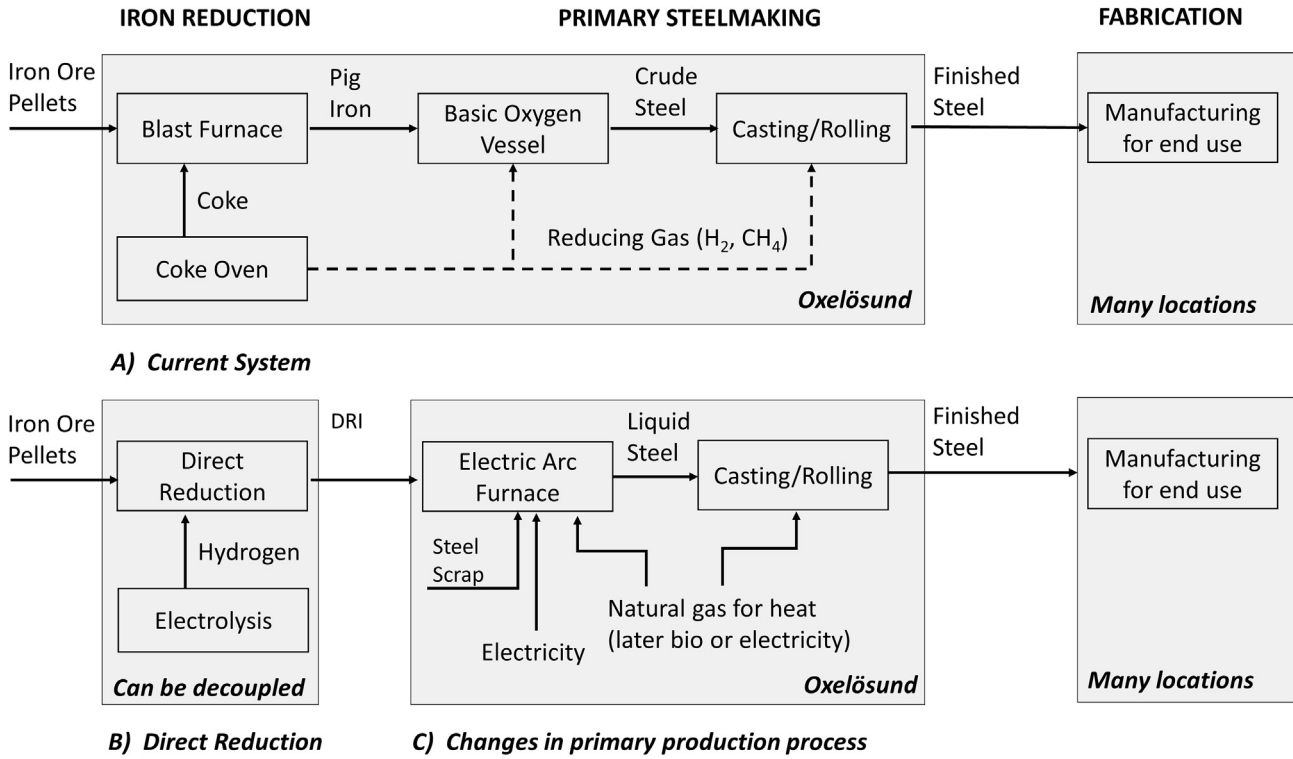 IRON REDUCTION
PRIMARY STEELMAKING
FABRICATION
Iron Ore
Pellets
Blast Furnace
Pig
Iron
Basic Oxygen
Vessel
Crude
Steel
Casting/Rolling
Finished
Steel
Manufacturing
for end use
Coke
Coke Oven
Reducing Gas (H₂, CH₄)
Oxelösund
Many locations
A) Current System
Iron Ore
Pellets
Direct
Reduction
DRI
Electric Arc
Furnace
Liquid
Steel
Casting/Rolling
Finished
Steel
Manufacturing
for end use
Hydrogen
Electrolysis
Steel
Scrap
Electricity
Natural gas for heat
(later bio or electricity)
Can be decoupled
Oxelösund
Many locations
B) Direct Reduction
C) Changes in primary production process